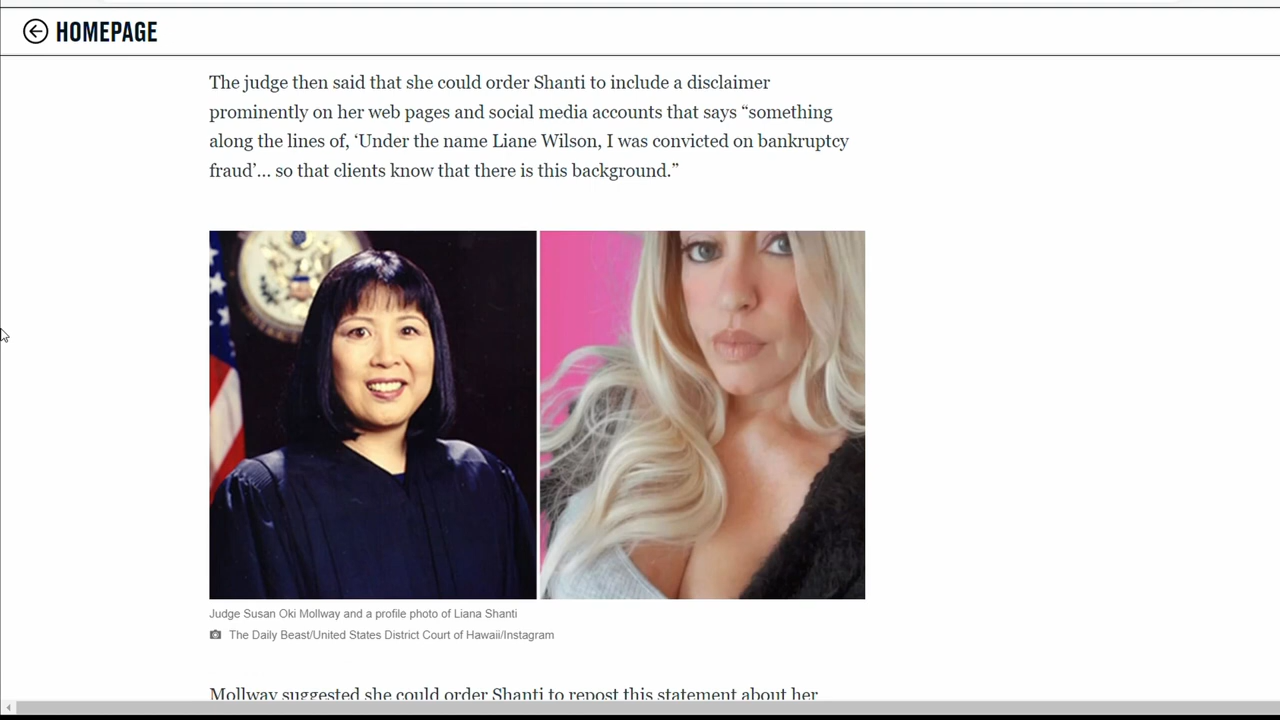 HOMEPAGE
The judge then said that she could order Shanti to include a disclaimer
prominently on her web pages and social media accounts that says “something
along the lines of, ‘Under the name Liane Wilson, I was convicted on bankruptcy
fraud’... so that clients know that there is this background.”
Judge Susan Oki Mollway and a profile photo of Liana Shanti
The Daily Beast/United States District Court of Hawaii/Instagram
Mollway suggested she could order Shanti to repost this statement about her